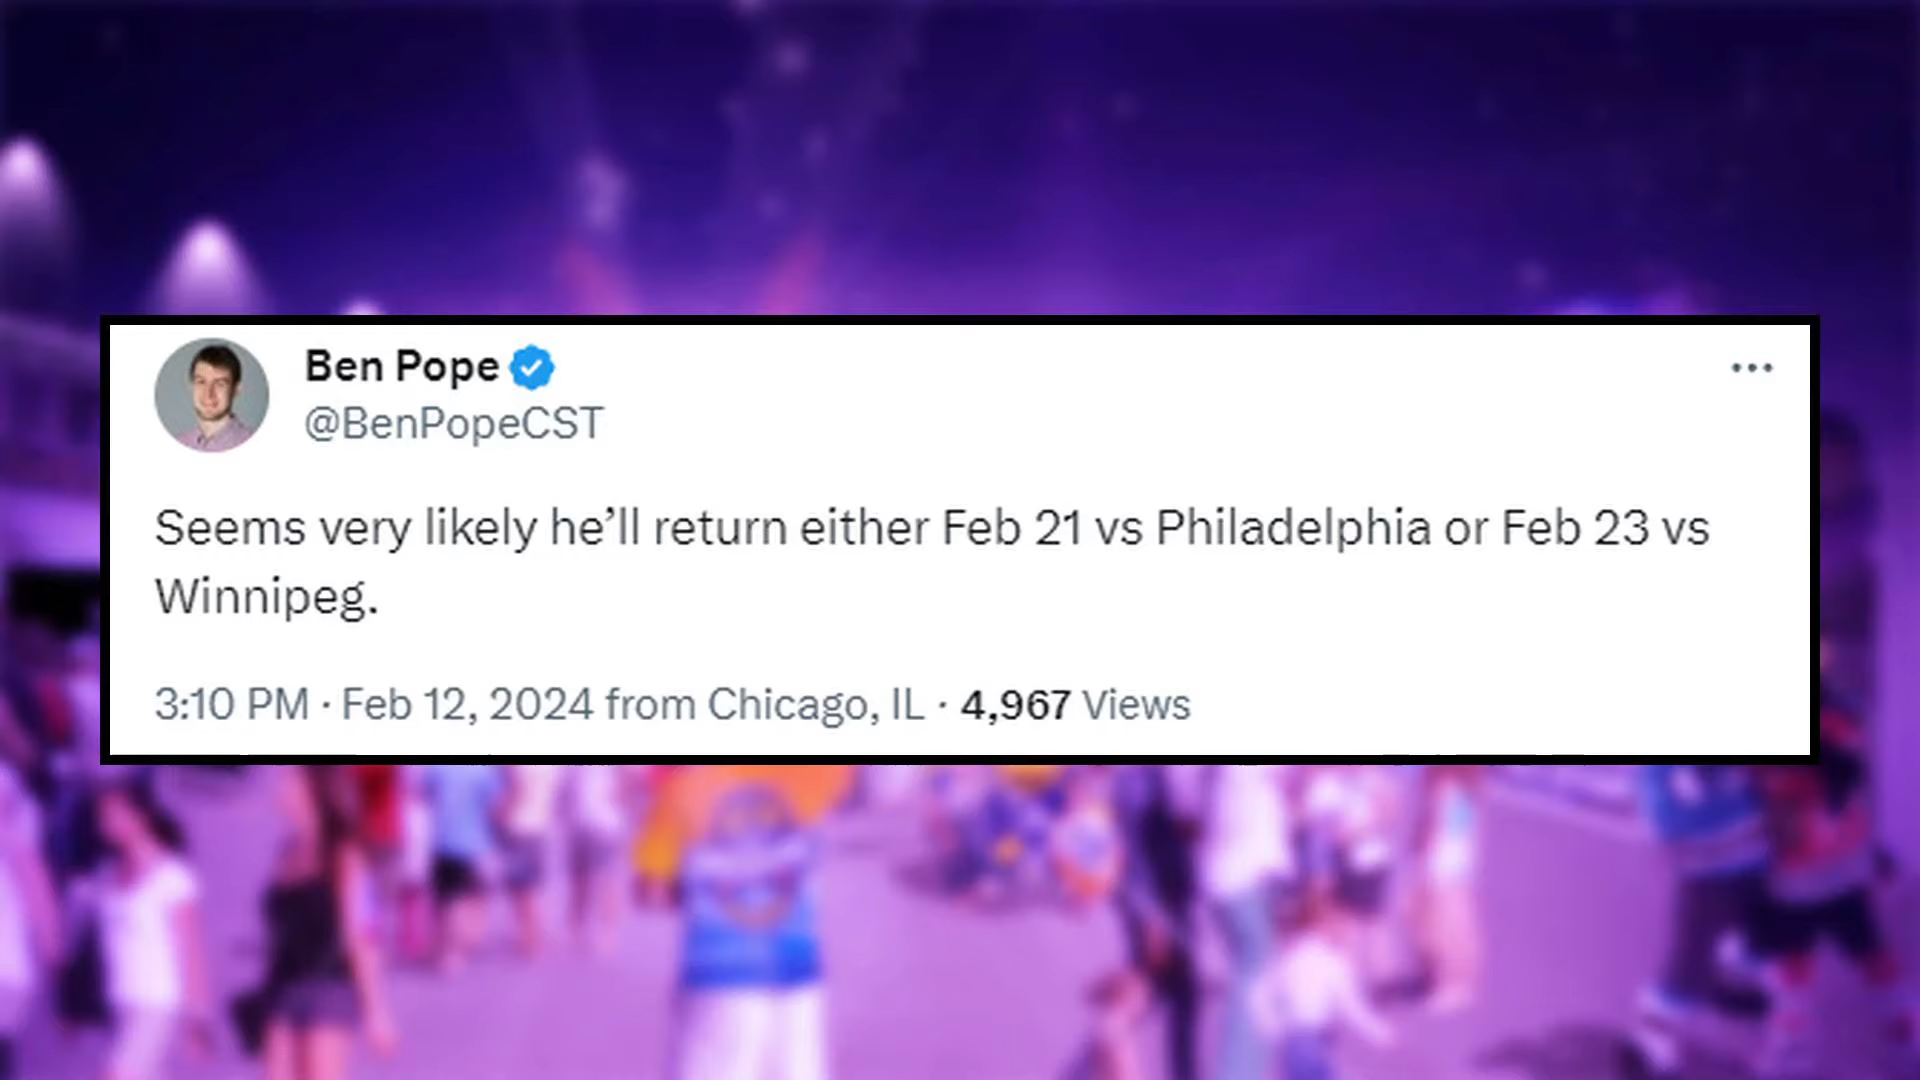 Ben Pope
@BenPopeCST
Seems very likely he’ll return either Feb 21 vs Philadelphia or Feb 23 vs
Winnipeg.
3:10 PM · Feb 12, 2024 from Chicago, IL · 4,967 Views